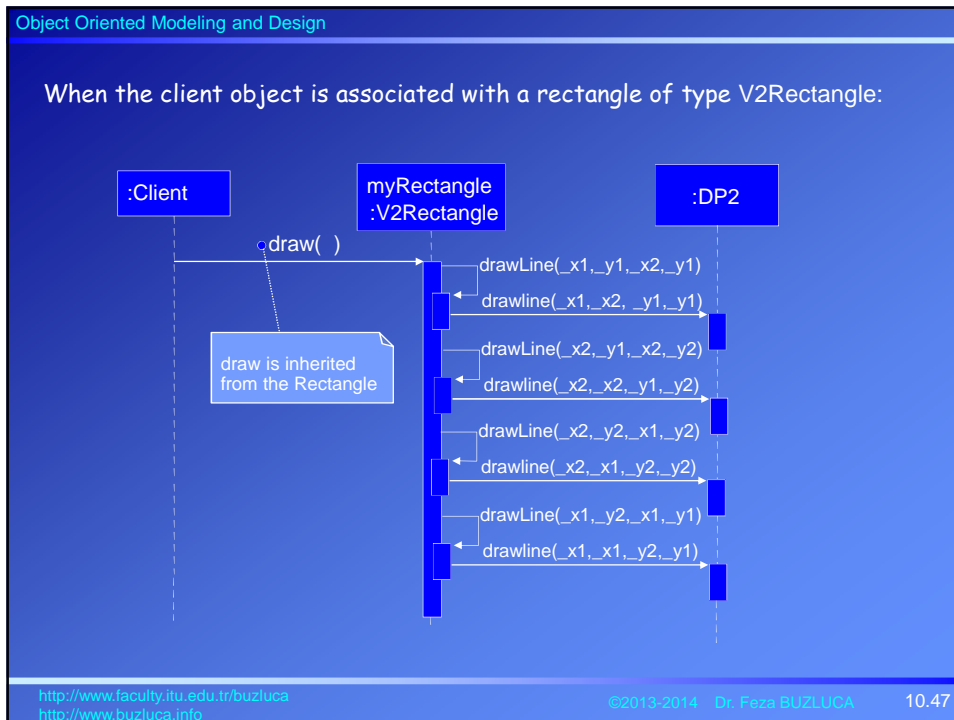 Object Oriented Modeling and Design
When the client object is associated with a rectangle of type V2Rectangle:
:Client
myRectangle
:V2Rectangle
:DP2
draw( )
drawLine(_x1,_y1,_x2,_y1)
drawline(_x1,_x2, _y1,_y1)
draw is inherited
from the Rectangle
drawLine(_x2,_y1,_x2,_y2)
drawline(_x2,_x2,_y1,_y2)
drawLine(_x2,_y2,_x1,_y2)
drawline(_x2,_x1,_y2,_y2)
drawLine(_x1,_y2,_x1,_y1)
drawline(_x1,_x1,_y2,_y1)
http://www.faculty.itu.edu.tr/buzluca
http://www.buzluca.info
©2013-2014 Dr. Feza BUZLUCA 10.47